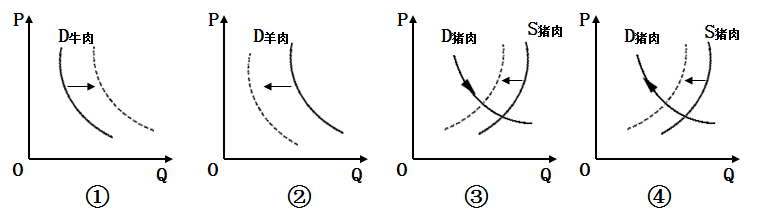 P D牛肉 O Q
①
P D羊肉 O Q
②
P D猪肉 S猪肉 O Q
③
P D猪肉 S猪肉 O Q
④